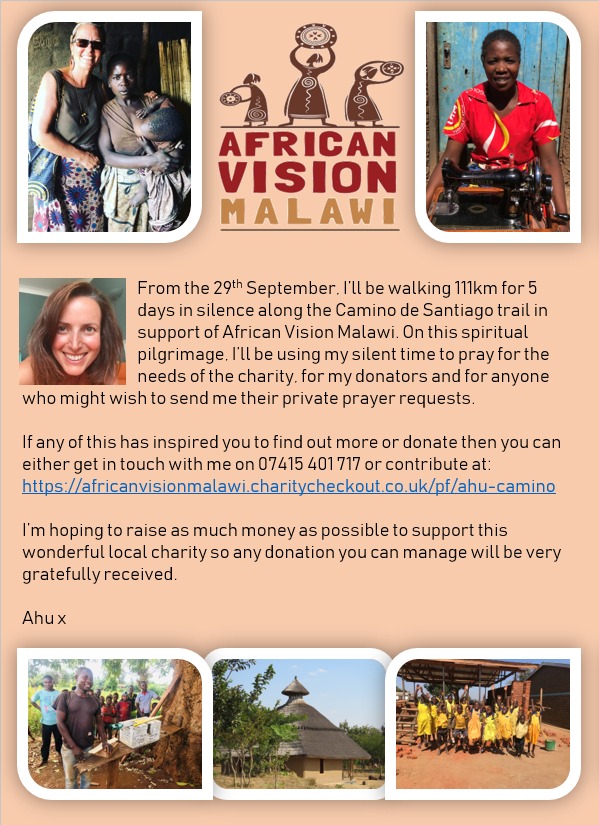 AFRICAN
VISION
MALAWI
From the 29th September, I'll be walking 111km for 5
days in silence along the Camino de Santiago trail in
support of African Vision Malawi. On this spiritual
pilgrimage, I'll be using my silent time to pray for the
needs of the charity, for my donators and for anyone
who might wish to send me their private prayer requests.
If any of this has inspired you to find out more or donate then you can
either get in touch with me on 07415 401 717 or contribute at:
https://africanvisionmalawi.charitycheckout.co.uk/pf/ahu-camino
I'm hoping to raise as much money as possible to support this
wonderful local charity so any donation you can manage will be very
gratefully received.
Ahu x